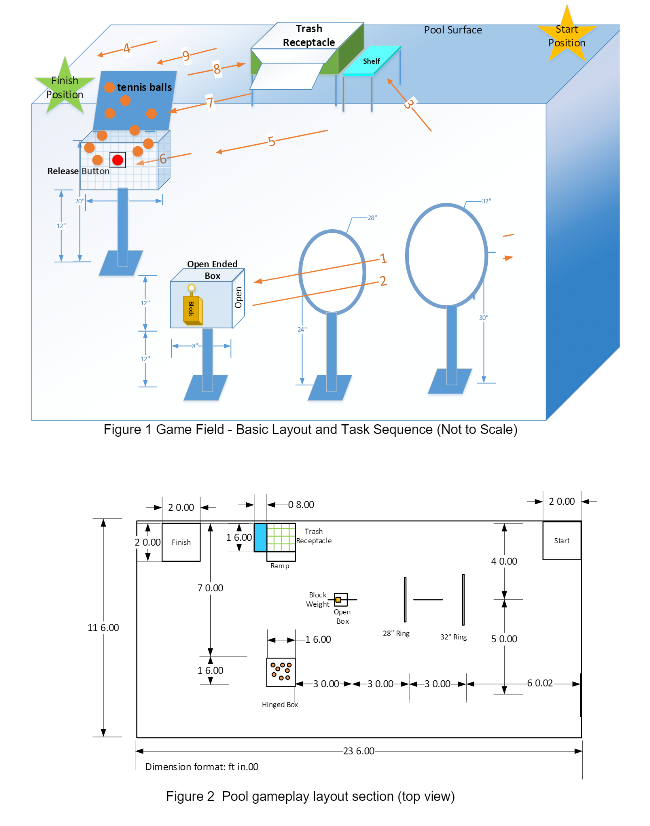 Trash
Receptacle
Pool Surface
Start
Position
4
9
Shelf
8
Finish
Position
tennis balls
7
3
5
6
Release Button
20"
12"
28"
32"
Open Ended
Box
1
Open
2
Block
12"
30"
24"
8"
12"
Figure 1 Game Field - Basic Layout and Task Sequence (Not to Scale)
2 0.00
0 8.00
2 0.00
2 0.00
Finish
1 6.00
Trash
Receptacle
Start
Ramp
4 0.00
7 0.00
Block
Weight
Open
Box
11 6.00
28" Ring
32" Ring
1 6.00
5 0.00
1 6.00
3 0.00
3 0.00
3 0.00
6 0.02
Hinged Box
23 6.00
Dimension format: ft in.00
Figure 2 Pool gameplay layout section (top view)